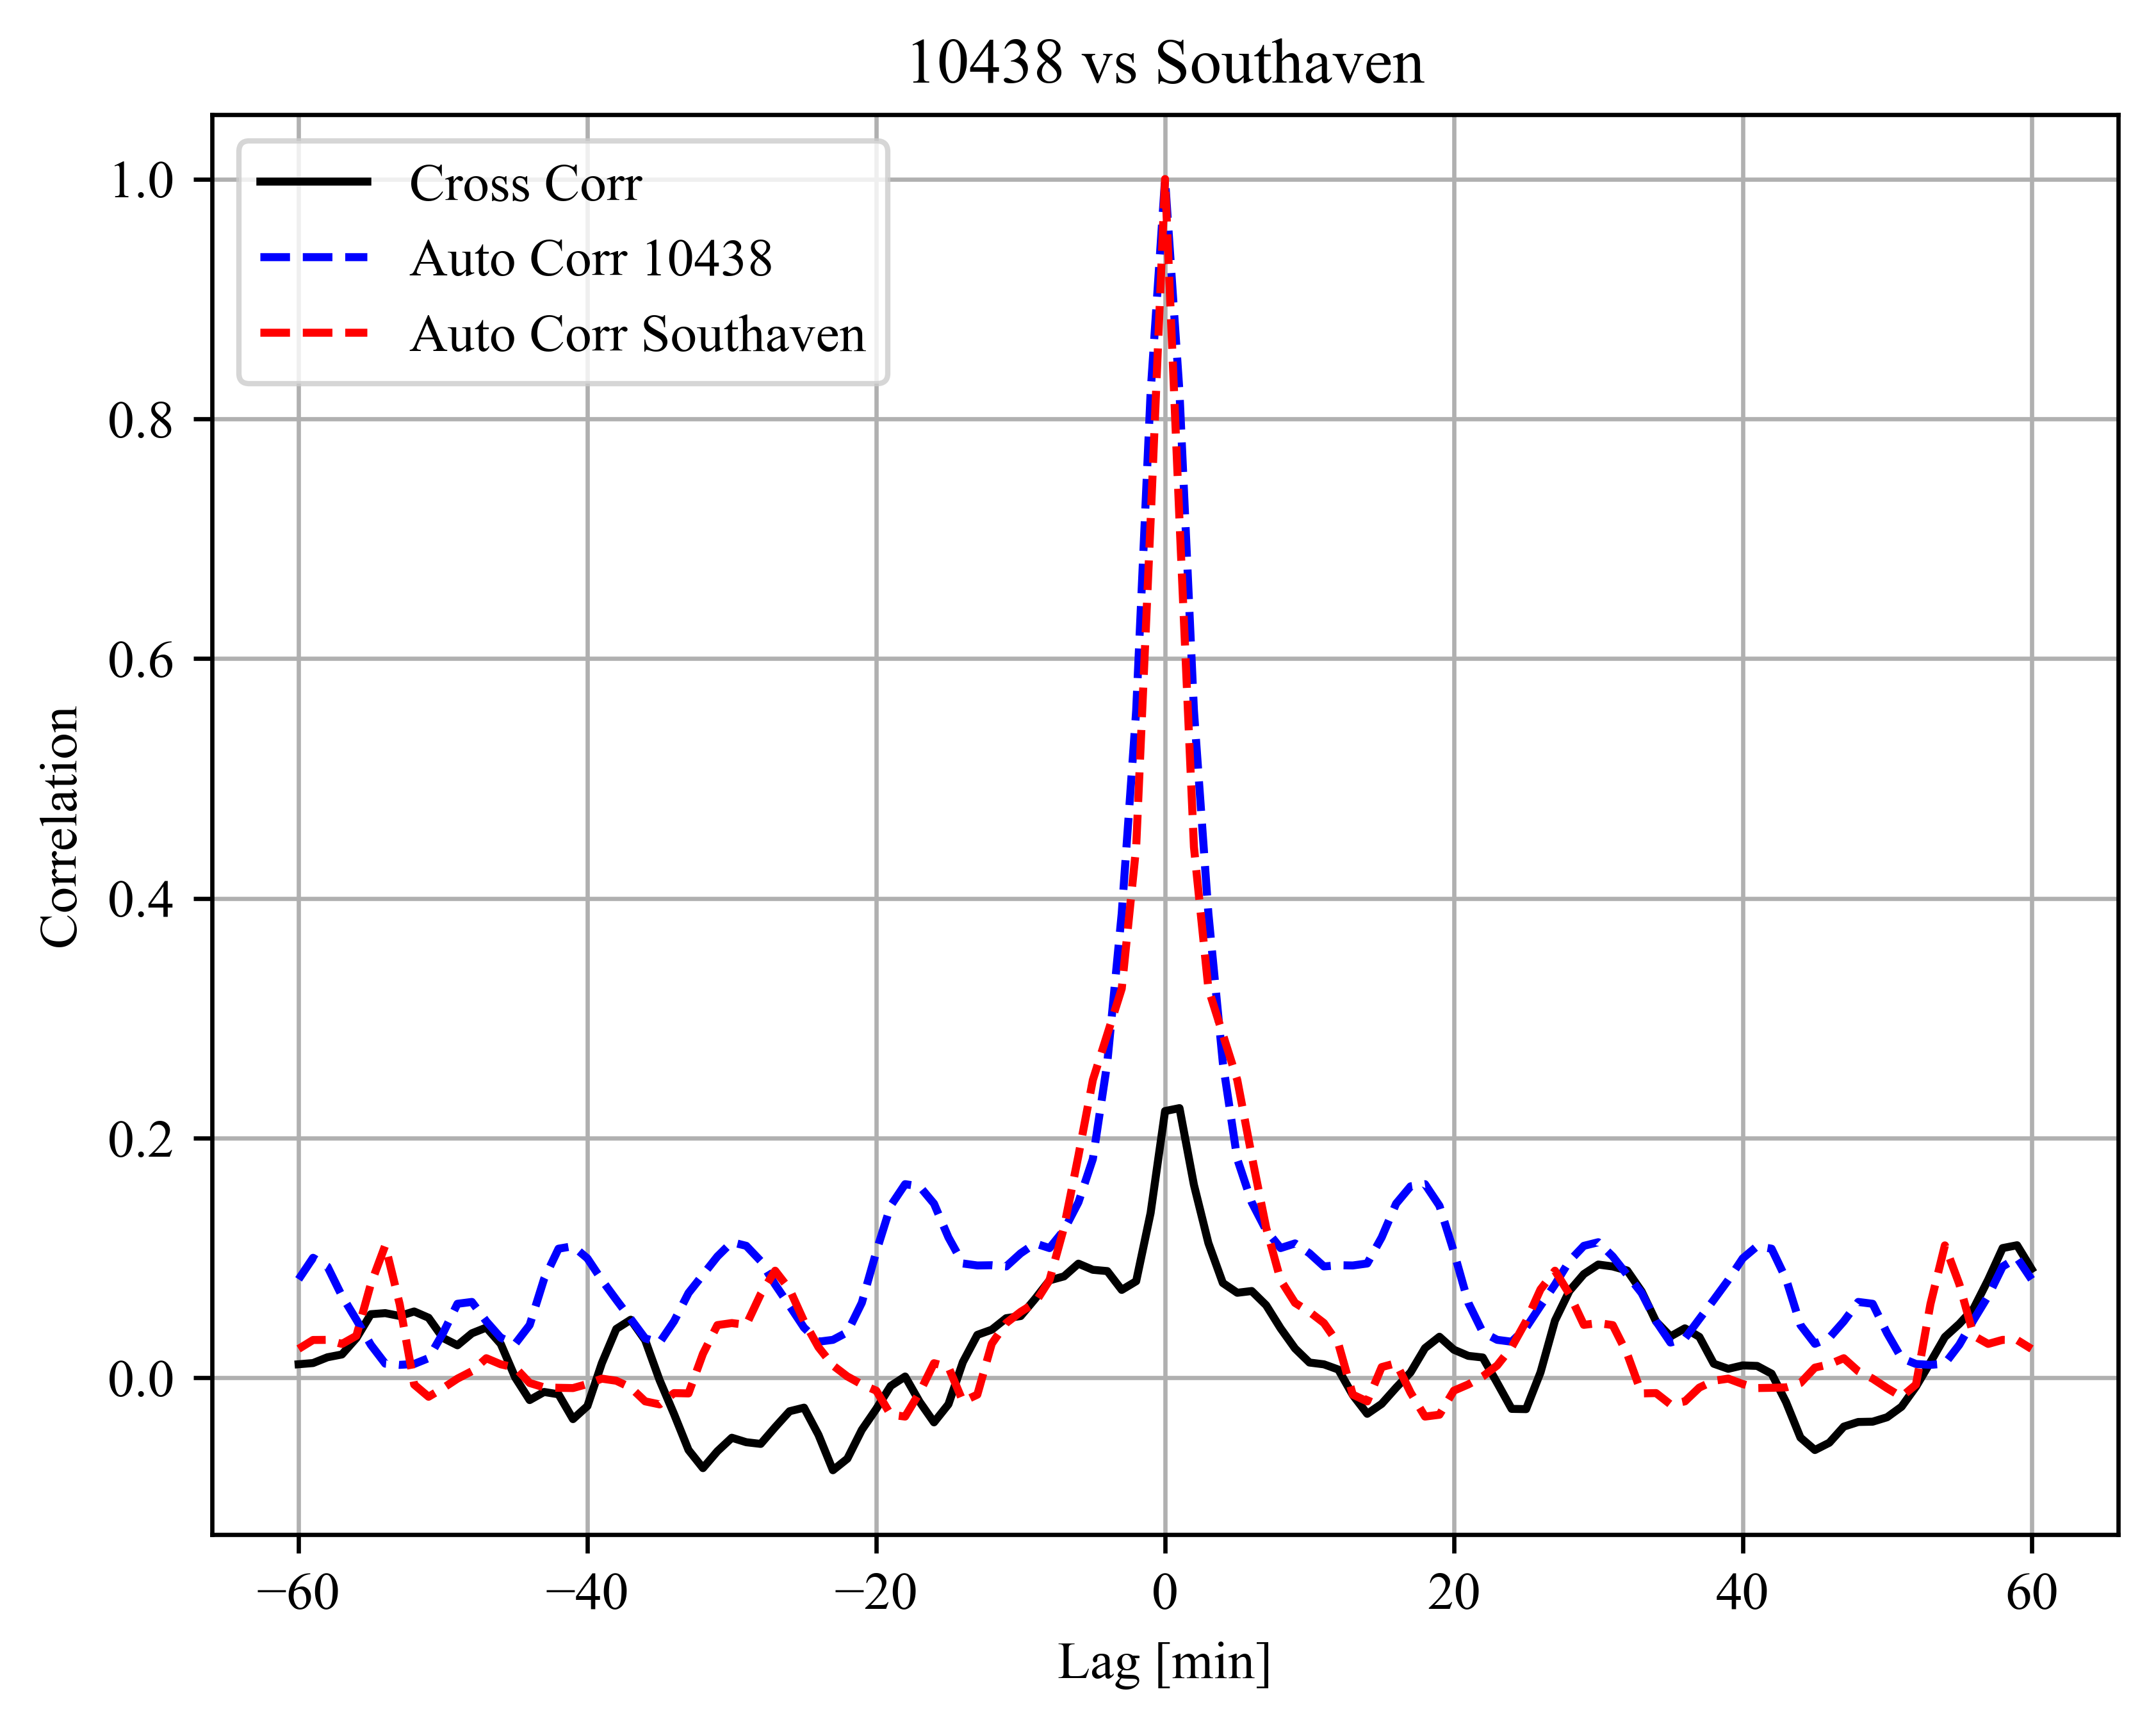 10438 vs Southaven
Cross Corr
Auto Corr 10438
Auto Corr Southaven
1.0
0.8
0.6
0.4
0.2
0.0
Correlation
−60 −40 −20 0 20 40 60
Lag [min]